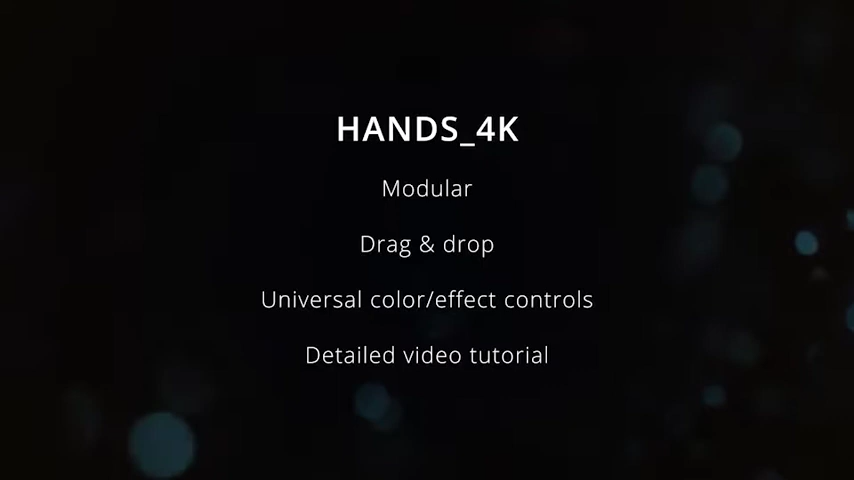 HANDS_4K
Modular
Drag & drop
Universal color/effect controls
Detailed video tutorial